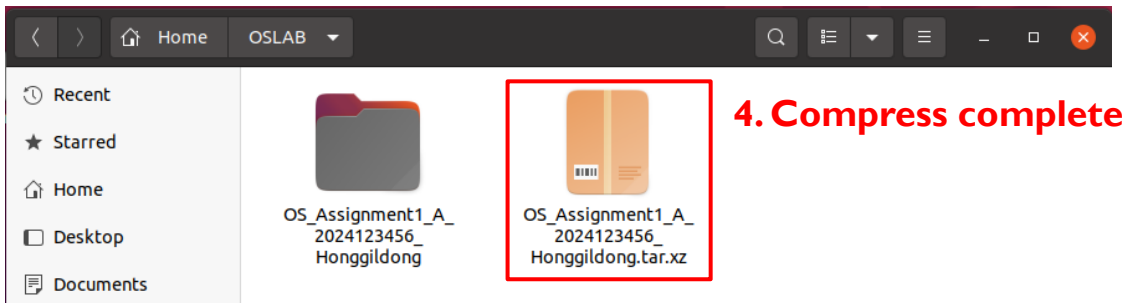 Home OSLAB
Recent
Starred
Home
Desktop
Documents
OS_Assignment1_A_
2024123456_
Honggildong
OS_Assignment1_A_
2024123456_
Honggildong.tar.xz
4. Compress complete